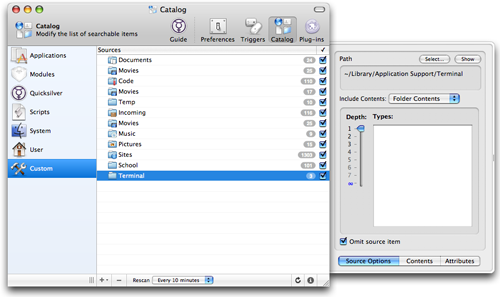 Catalog
Catalog
Modify the list of searchable items
Guide
Preferences
Triggers
Catalog
Plug-ins
Applications
Modules
Quicksilver
Scripts
System
User
Custom
Sources ✓
Documents
Movies
Code
Movies
Temp
Incoming
Movies
Music
Pictures
Sites
School
Terminal 3
Rescan Every 10 minutes
Path Select... Show
~/Library/Application Support/Terminal
Include Contents: Folder Contents
Depth: Types:
1
2
3
4
5
6
7
∞
Omit source item
Source Options Contents Attributes